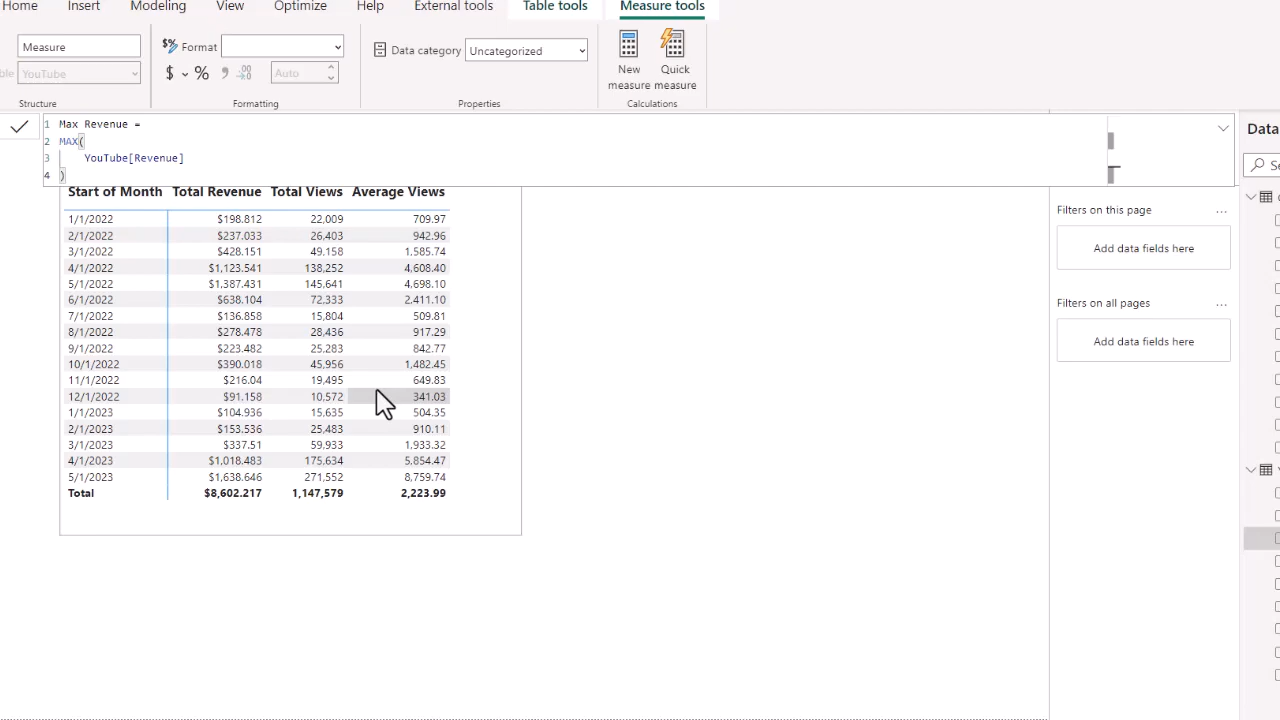 Home Insert Modeling View Optimize Help External tools Table tools Measure tools
Measure
Format
Data category Uncategorized
YouTube
$ % Auto
New measure
Quick measure
Structure
Formatting
Properties
Calculations
1 Max Revenue =
2 MAX(
3 YouTube[Revenue]
4 )
Data
Start of Month Total Revenue Total Views Average Views
1/1/2022 $198.812 22,009 709.97
2/1/2022 $237.033 26,403 942.96
3/1/2022 $428.151 49,158 1,585.74
4/1/2022 $1,123.541 138,252 4,608.40
5/1/2022 $1,387.431 145,641 4,698.10
6/1/2022 $638.104 72,333 2,411.10
7/1/2022 $136.858 15,804 509.81
8/1/2022 $278.478 28,436 917.29
9/1/2022 $223.482 25,283 842.77
10/1/2022 $390.018 45,956 1,482.45
11/1/2022 $216.04 19,495 649.83
12/1/2022 $91.158 10,572 341.03
1/1/2023 $104.936 15,635 504.35
2/1/2023 $153.536 25,483 910.11
3/1/2023 $337.51 59,933 1,933.32
4/1/2023 $1,018.483 175,634 5,854.47
5/1/2023 $1,638.646 271,552 8,759.74
Total $8,602.217 1,147,579 2,223.99
Filters on this page
...
Add data fields here
Filters on all pages
...
Add data fields here